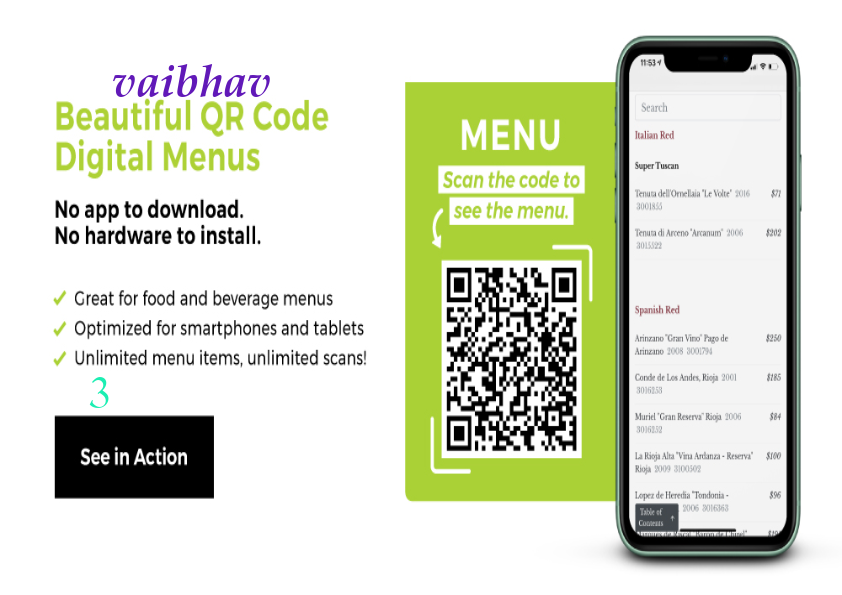 vaibhav
Beautiful QR Code
Digital Menus
No app to download.
No hardware to install.
Great for food and beverage menus
Optimized for smartphones and tablets
Unlimited menu items, unlimited scans!
3
See in Action
MENU
Scan the code to
see the menu.
11:53
Search
Italian Red
Super Tuscan
Tenuta dell'Ornellaia "Le Volte" 2016 $71
3001855
Tenuta di Arceno "Arcanum" 2006 $202
3015522
Spanish Red
Arinzano "Gran Vino" Pago de $250
Arinzano 2008 3001794
Conde de Los Andes, Rioja 2001 $185
3016253
Muriel "Gran Reserva" Rioja 2006 $84
3016252
La Rioja Alta "Vina Ardanza - Reserva" $100
Rioja 2009 3100502
Lopez de Heredia "Tondonia - $96
2006 3016363
Table of
Contents